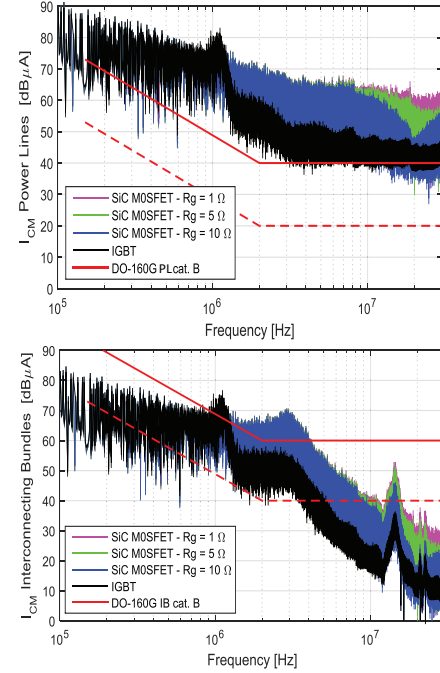 90
80
70
60
50
40
30
20
10
0
I_CM Power Lines [dBμA]
SiC M0SFET - Rg = 1 Ω
SiC M0SFET - Rg = 5 Ω
SiC M0SFET - Rg = 10 Ω
IGBT
DO-160G PL cat. B
10^5
10^6
10^7
Frequency [Hz]
90
80
70
60
50
40
30
20
10
0
I_CM Interconnecting Bundles [dBμA]
SiC M0SFET - Rg = 1 Ω
SiC M0SFET - Rg = 5 Ω
SiC M0SFET - Rg = 10 Ω
IGBT
DO-160G IB cat. B
10^5
10^6
10^7
Frequency [Hz]